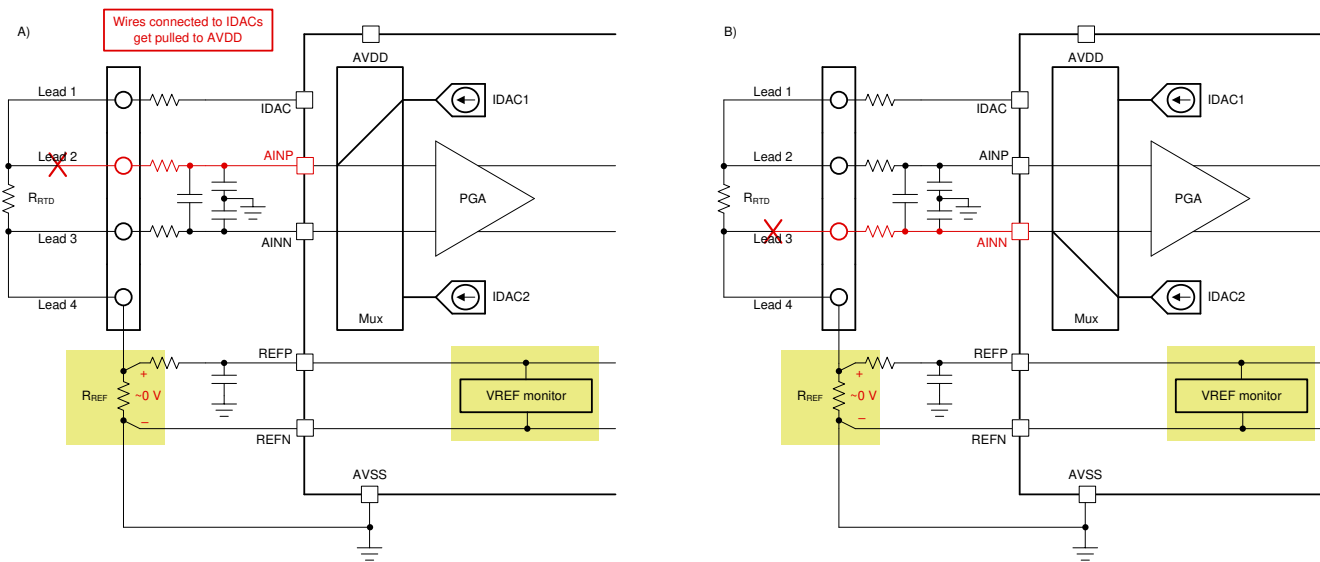 A)
Wires connected to IDACs
get pulled to AVDD
AVDD
Lead 1
IDAC
IDAC1
Lead 2
AINP
RRTD
PGA
Lead 3
AINN
Lead 4
IDAC2
Mux
REFP
+
RREF
~0 V
–
VREF monitor
REFN
AVSS
B)
AVDD
Lead 1
IDAC
IDAC1
Lead 2
AINP
RRTD
PGA
Lead 3
AINN
Lead 4
IDAC2
Mux
REFP
+
RREF
~0 V
–
VREF monitor
REFN
AVSS